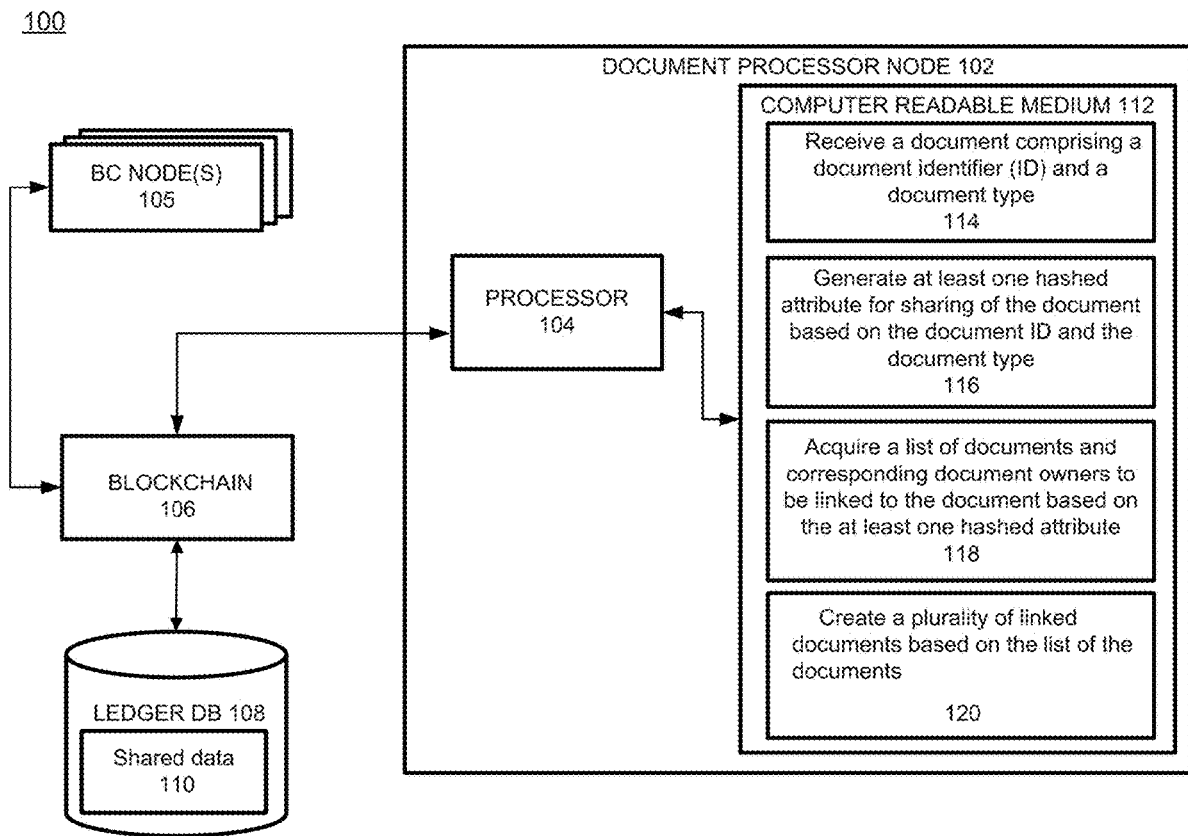 100
DOCUMENT PROCESSOR NODE 102
COMPUTER READABLE MEDIUM 112
BC NODE(S)
105
PROCESSOR
104
BLOCKCHAIN
106
LEDGER DB 108
Shared data
110
Receive a document comprising a
document identifier (ID) and a
document type
114
Generate at least one hashed
attribute for sharing of the document
based on the document ID and the
document type
116
Acquire a list of documents and
corresponding document owners to
be linked to the document based on
the at least one hashed attribute
118
Create a plurality of linked
documents based on the list of the
documents
120